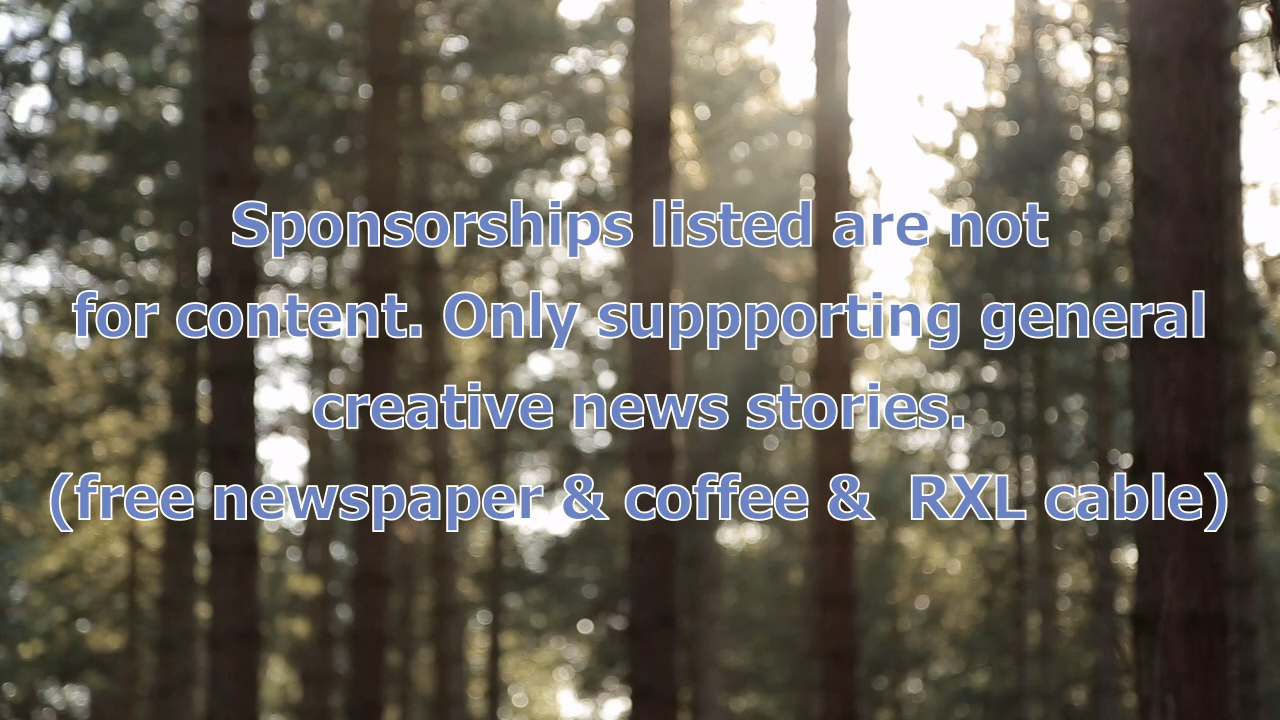 Sponsorships listed are not
for content. Only suppporting general
creative news stories.
(free newspaper & coffee &  RXL cable)